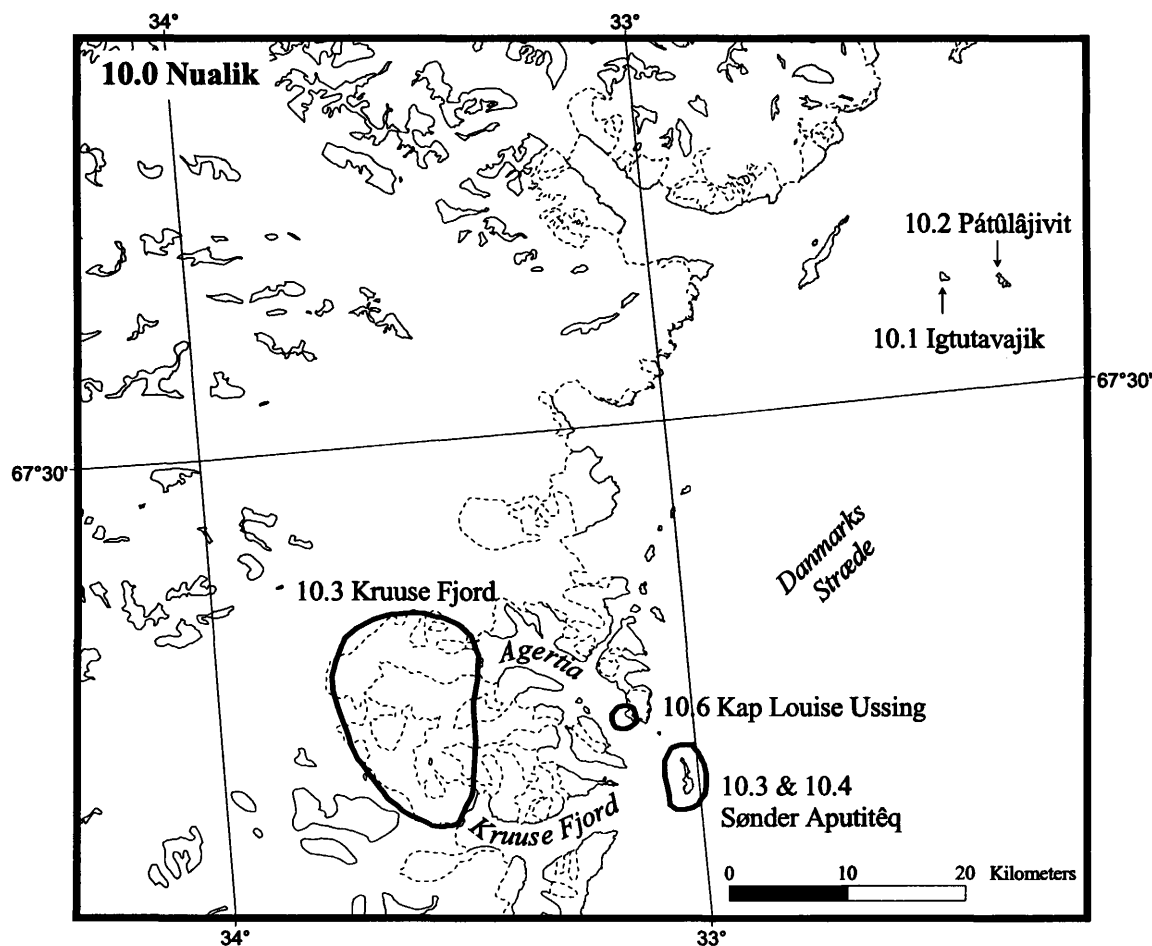 34°
33°
10.0 Nualik
10.2 Pátûlâjivit
10.1 Igtutavajik
67°30'
67°30'
Danmarks
Stræde
10.3 Kruuse Fjord
Agertia
10.6 Kap Louise Ussing
10.3 & 10.4
Sønder Aputitêq
Kruuse Fjord
0 10 20 Kilometers
34°
33°